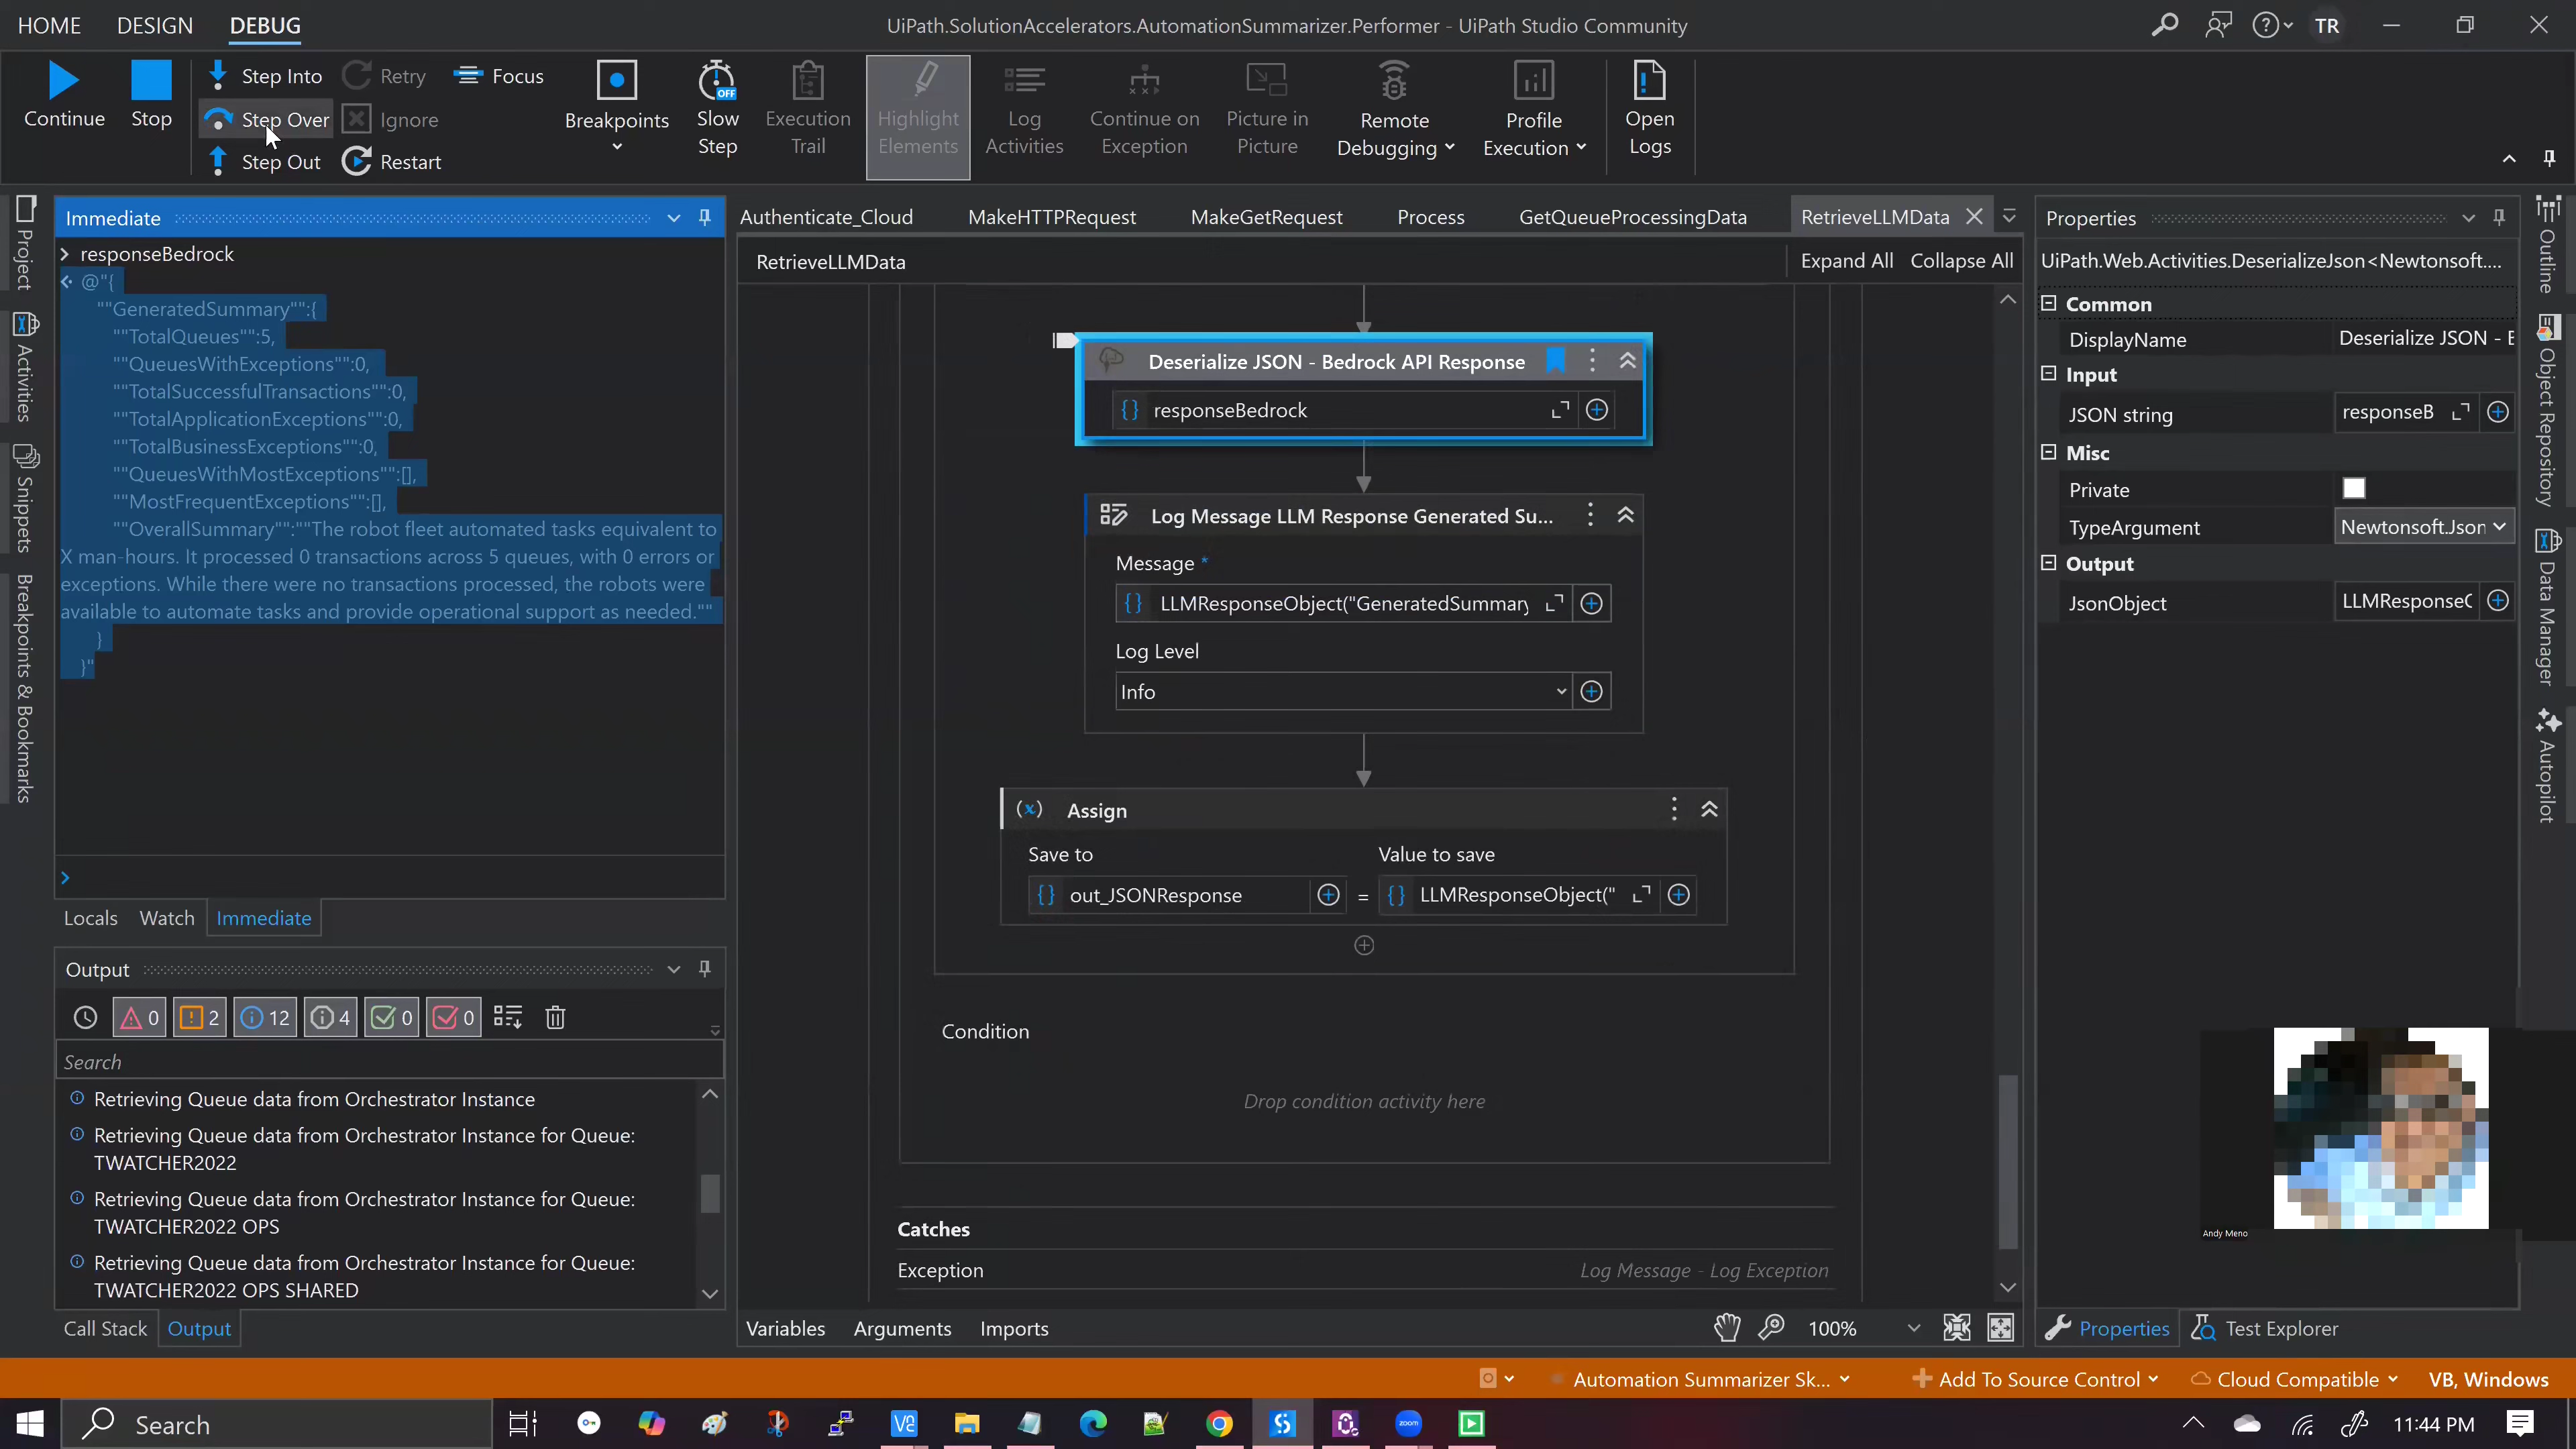 HOME
DESIGN
DEBUG
UiPath.SolutionAccelerators.AutomationSummarizer.Performer - UiPath Studio Community
TR
Continue
Stop
Step Into
Step Over
Step Out
Retry
Ignore
Restart
Focus
Breakpoints
Slow
Step
OFF
Execution
Trail
Highlight
Elements
Log
Activities
Continue on
Exception
Picture in
Picture
Remote
Debugging
Profile
Execution
Open
Logs
Project
Activities
Snippets
Breakpoints & Bookmarks
Immediate
responseBedrock
@"{
""GeneratedSummary"":{
""TotalQueues"":5,
""QueuesWithExceptions"":0,
""TotalSuccessfulTransactions"":0,
""TotalApplicationExceptions"":0,
""TotalBusinessExceptions"":0,
""QueuesWithMostExceptions"":[],
""MostFrequentExceptions"":[],
""OverallSummary"":""The robot fleet automated tasks equivalent to
X man-hours. It processed 0 transactions across 5 queues, with 0 errors or
exceptions. While there were no transactions processed, the robots were
available to automate tasks and provide operational support as needed.""
}
}"
Locals
Watch
Immediate
Output
0
2
12
4
0
0
Search
Retrieving Queue data from Orchestrator Instance
Retrieving Queue data from Orchestrator Instance for Queue:
TWATCHER2022
Retrieving Queue data from Orchestrator Instance for Queue:
TWATCHER2022 OPS
Retrieving Queue data from Orchestrator Instance for Queue:
TWATCHER2022 OPS SHARED
Call Stack
Output
Authenticate_Cloud
MakeHTTPRequest
MakeGetRequest
Process
GetQueueProcessingData
RetrieveLLMData
RetrieveLLMData
Expand All
Collapse All
Deserialize JSON - Bedrock API Response
responseBedrock
Log Message LLM Response Generated Su...
Message *
LLMResponseObject("GeneratedSummary
Log Level
Info
Assign
Save to
Value to save
out_JSONResponse
=
LLMResponseObject("
Condition
Drop condition activity here
Catches
Exception
Log Message - Log Exception
Variables
Arguments
Imports
100%
Properties
UiPath.Web.Activities.DeserializeJson<Newtonsoft....
Common
DisplayName
Deserialize JSON - B
Input
JSON string
responseB
Misc
Private
TypeArgument
Newtonsoft.Json
Output
JsonObject
LLMResponseO
Andy Meno
Properties
Test Explorer
Outline
Object Repository
Data Manager
Autopilot
Automation Summarizer Sk...
Add To Source Control
Cloud Compatible
VB, Windows
Search
zoom
11:44 PM